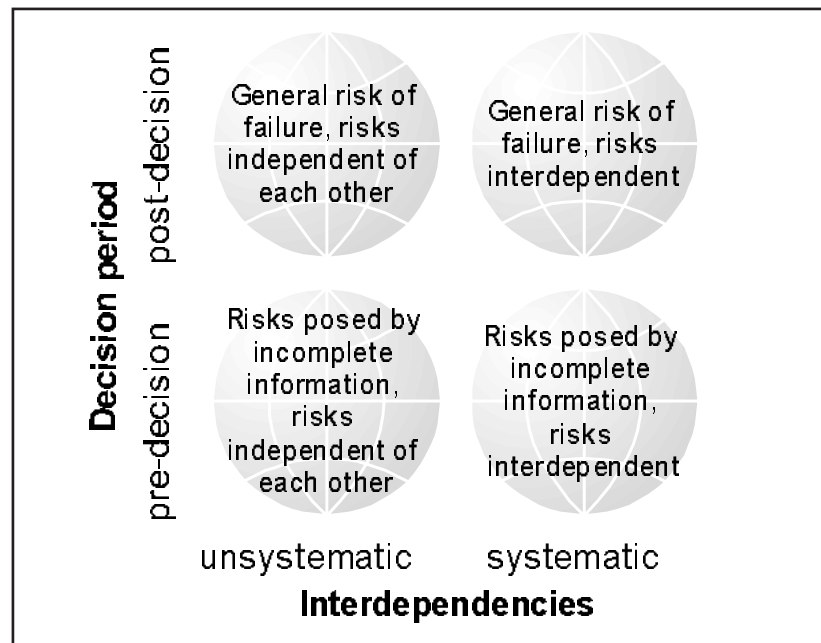 Decision period
post-decision
General risk of
failure, risks
independent of
each other
General risk of
failure, risks
interdependent
pre-decision
Risks posed by
incomplete
information,
risks
independent of
each other
Risks posed by
incomplete
information,
risks
interdependent
unsystematic
systematic
Interdependencies